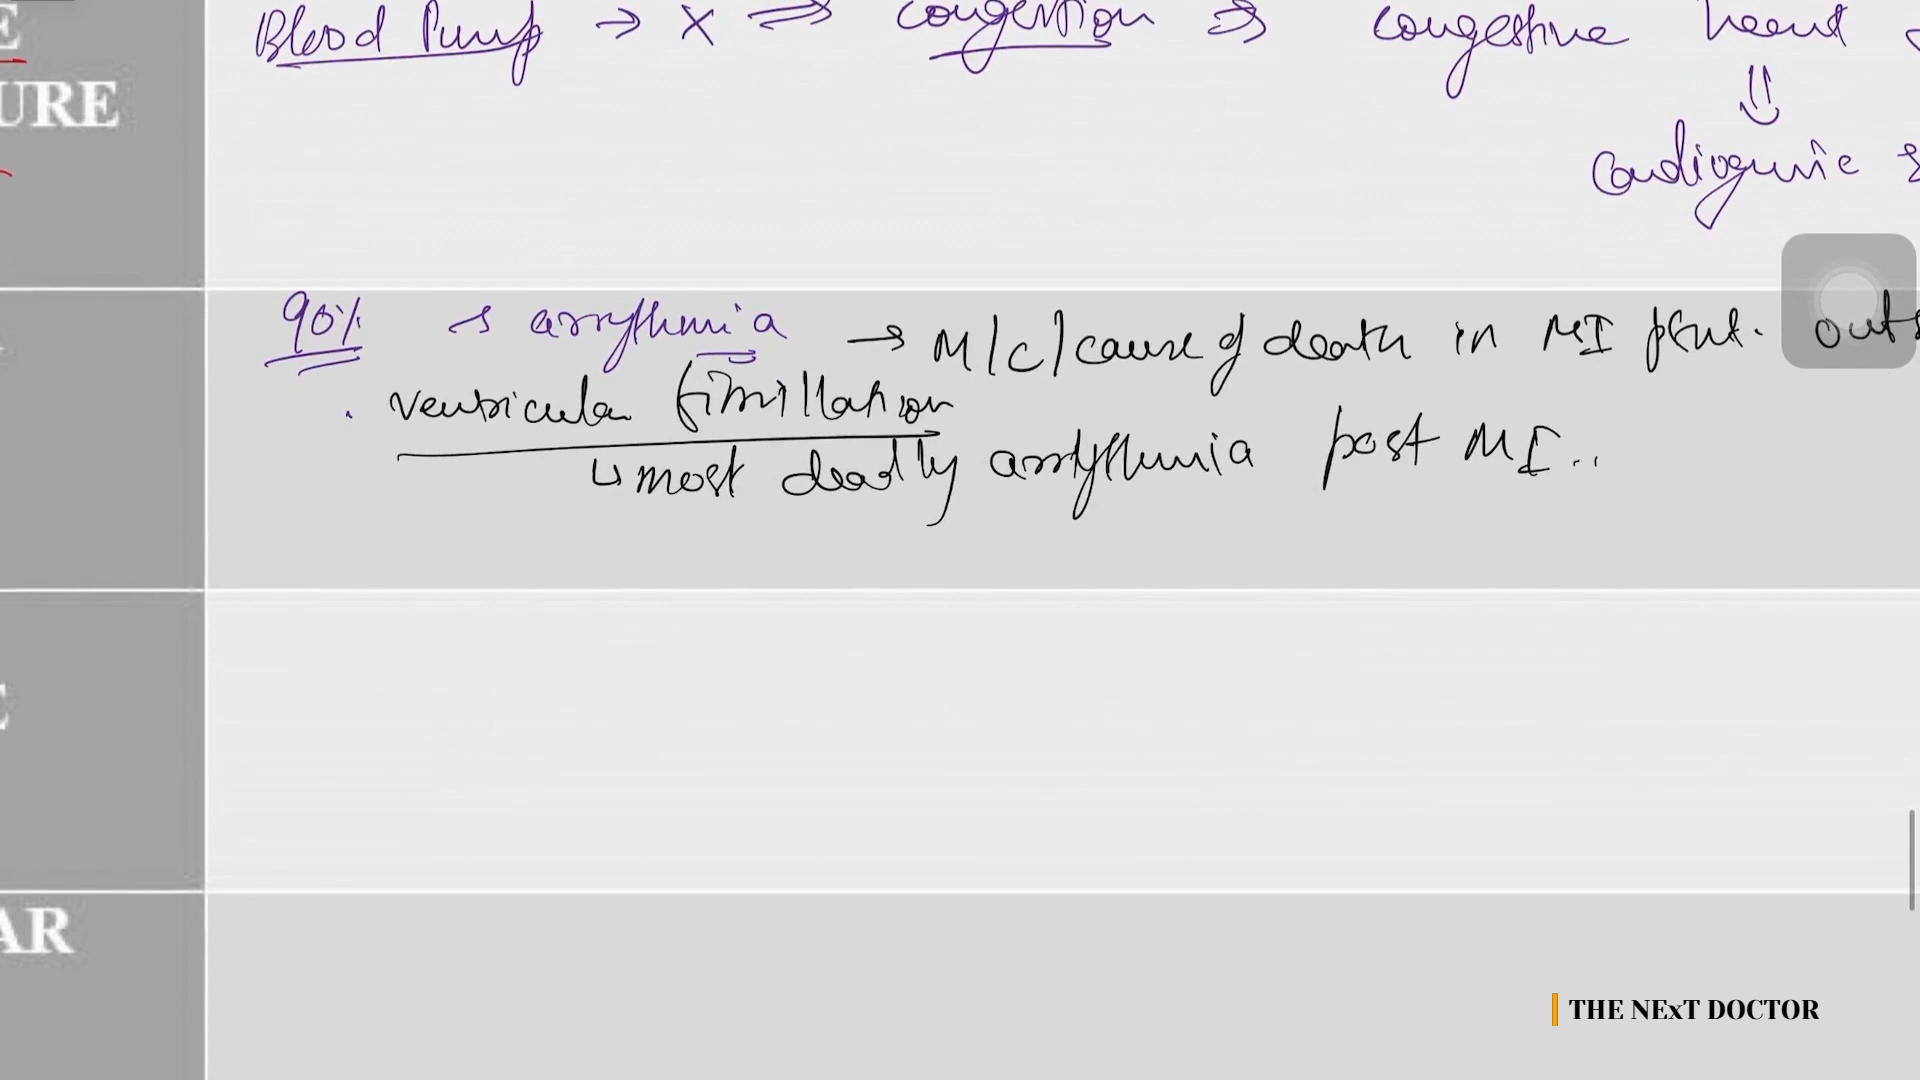 E
Blood Pump → X ⇒ congestion ⇒ congestive heart
URE
cardiogenic s
90% → arrythmia → M/c/cause of death in MI ptnt. outs
ventricular fibrillation
↳ most deadly arrythmia post MI..
AR
THE NExT DOCTOR